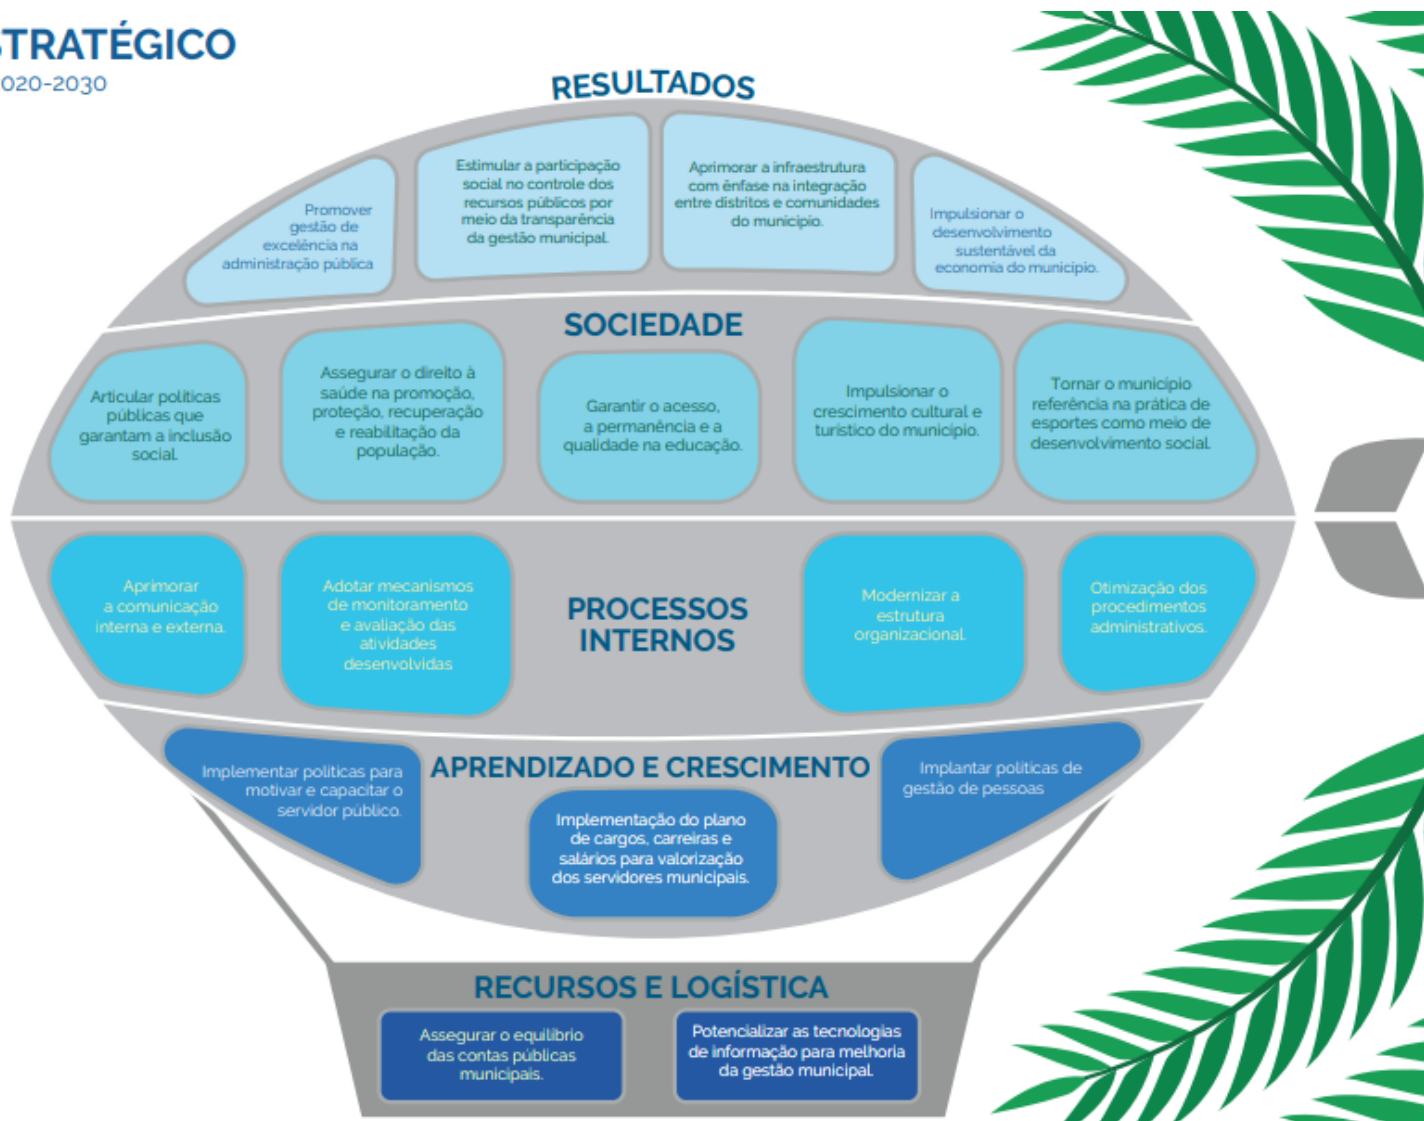 STRATÉGICO
2020-2030
RESULTADOS
Promover
gestão de
excelência na
administração pública
Estimular a participação
social no controle dos
recursos públicos por
meio da transparência
da gestão municipal.
Aprimorar a infraestrutura
com ênfase na integração
entre distritos e comunidades
do município.
Impulsionar o
desenvolvimento
sustentável da
economia do município.
SOCIEDADE
Articular políticas
públicas que
garantam a inclusão
social.
Assegurar o direito à
saúde na promoção,
proteção, recuperação
e reabilitação da
população.
Garantir o acesso,
a permanência e a
qualidade na educação.
Impulsionar o
crescimento cultural e
turístico do município.
Tornar o município
referência na prática de
esportes como meio de
desenvolvimento social.
Aprimorar
a comunicação
interna e externa.
Adotar mecanismos
de monitoramento
e avaliação das
atividades
desenvolvidas
PROCESSOS
INTERNOS
Modernizar a
estrutura
organizacional.
Otimização dos
procedimentos
administrativos.
Implementar políticas para
motivar e capacitar o
servidor público.
APRENDIZADO E CRESCIMENTO
Implementação do plano
de cargos, carreiras e
salários para valorização
dos servidores municipais.
Implantar políticas de
gestão de pessoas
RECURSOS E LOGÍSTICA
Assegurar o equilíbrio
das contas públicas
municipais.
Potencializar as tecnologias
de informação para melhoria
da gestão municipal.